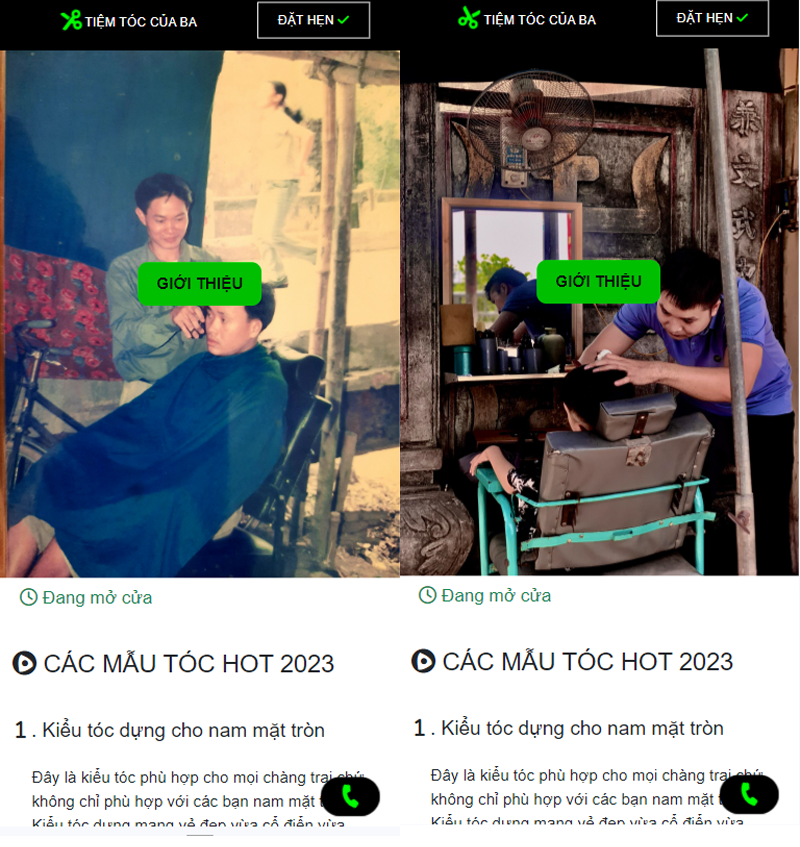 TIỆM TÓC CỦA BA
ĐẶT HẸN
GIỚI THIỆU
Đang mở cửa
CÁC MẪU TÓC HOT 2023
1 . Kiểu tóc dựng cho nam mặt tròn
Đây là kiểu tóc phù hợp cho mọi chàng trai chứ
không chỉ phù hợp với các bạn nam mặt
Kiểu tóc dựng mang vẻ đẹp vừa cổ điển vừa
TIỆM TÓC CỦA BA
ĐẶT HẸN
GIỚI THIỆU
Đang mở cửa
CÁC MẪU TÓC HOT 2023
1 . Kiểu tóc dựng cho nam mặt tròn
Đây là kiểu tóc phù hợp cho mọi chàng trai chứ
không chỉ phù hợp với các bạn nam mặt
Kiểu tóc dựng mang vẻ đẹp vừa cổ điển vừa